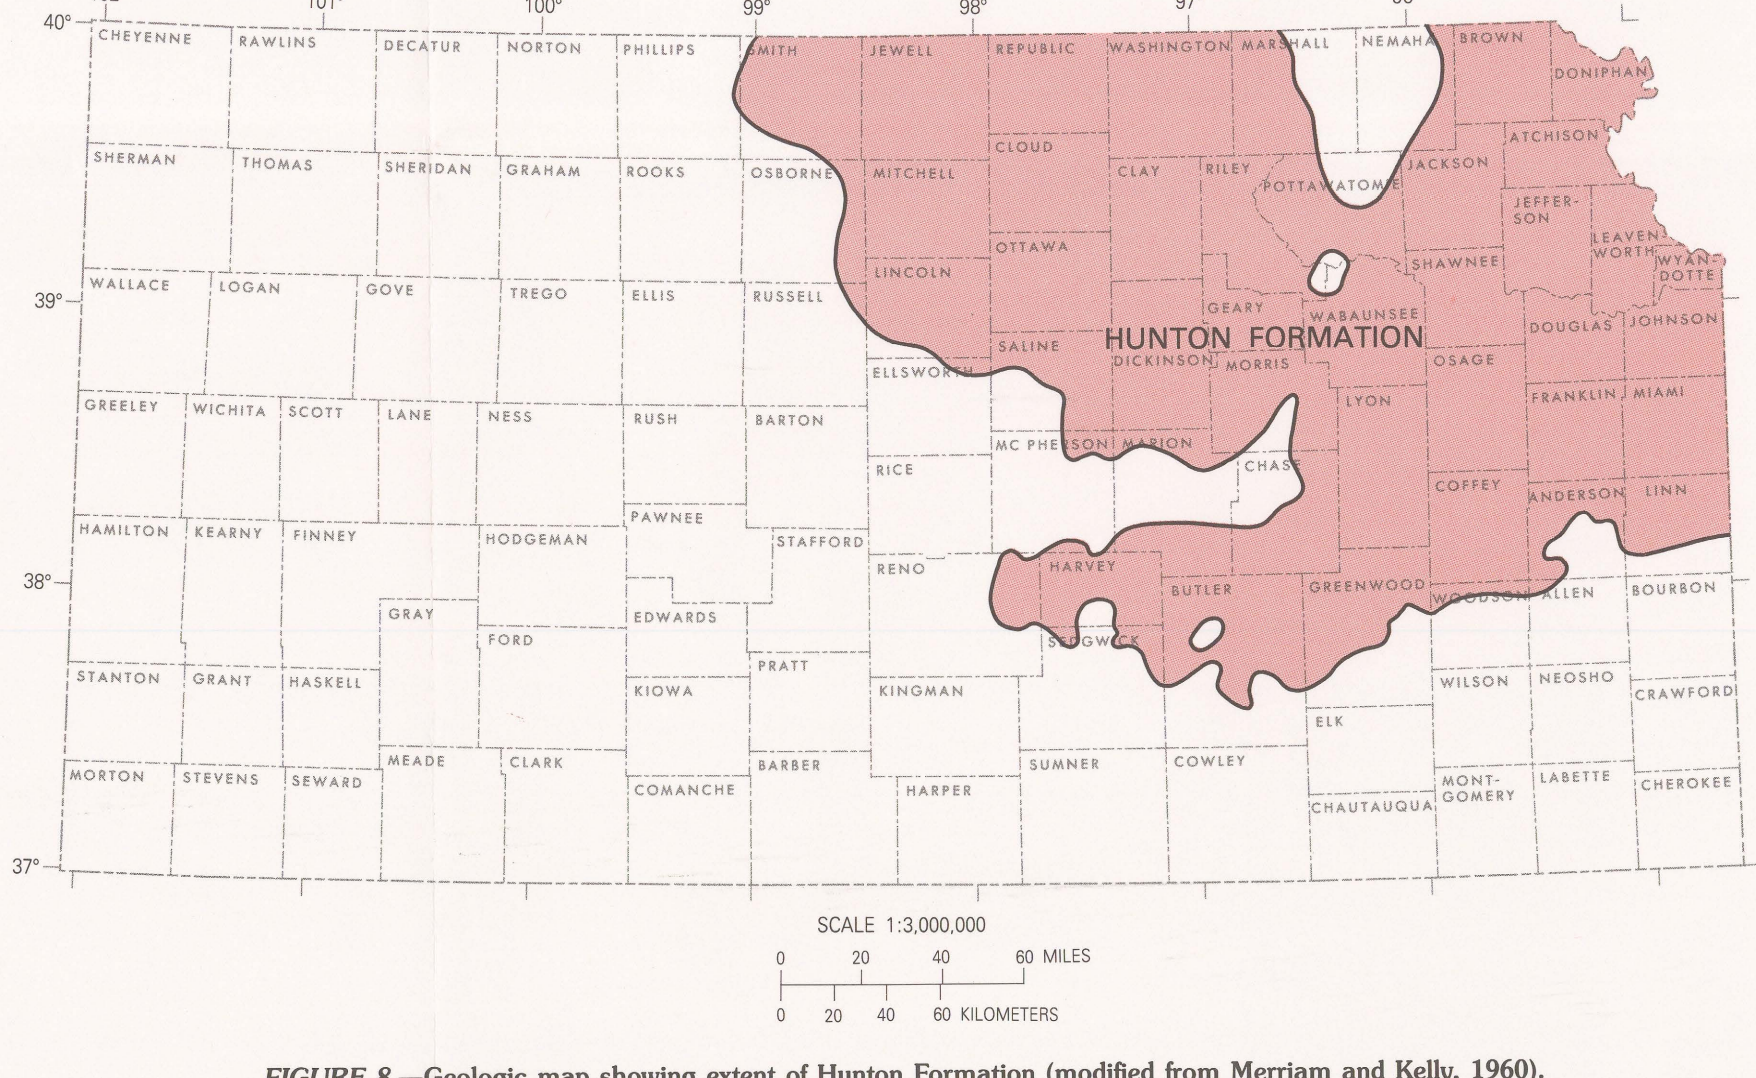 101° 100° 99° 98° 97
40°
CHEYENNE RAWLINS DECATUR NORTON PHILLIPS SMITH JEWELL REPUBLIC WASHINGTON MARSHALL NEMAHA BROWN
DONIPHAN
ATCHISON
SHERMAN THOMAS SHERIDAN GRAHAM ROOKS OSBORNE MITCHELL CLOUD CLAY RILEY POTTAWATOMIE JACKSON
JEFFER-
SON
LEAVEN-
WORTH
WYAN-
DOTTE
OTTAWA
LINCOLN
SHAWNEE
39°
WALLACE LOGAN GOVE TREGO ELLIS RUSSELL
GEARY WABAUNSEE
DOUGLAS JOHNSON
HUNTON FORMATION
SALINE DICKINSON MORRIS OSAGE
ELLSWORTH
LYON FRANKLIN MIAMI
GREELEY WICHITA SCOTT LANE NESS RUSH BARTON
MC PHERSON MARION
RICE CHASE
COFFEY ANDERSON LINN
PAWNEE
HAMILTON KEARNY FINNEY HODGEMAN STAFFORD
RENO HARVEY
38°
BUTLER GREENWOOD WOODSON ALLEN BOURBON
GRAY EDWARDS
FORD SEDGWICK
PRATT
STANTON GRANT HASKELL KIOWA KINGMAN WILSON NEOSHO CRAWFORD
ELK
MEADE CLARK BARBER SUMNER COWLEY
MORTON STEVENS SEWARD COMANCHE HARPER
MONT-
GOMERY
LABETTE CHEROKEE
CHAUTAUQUA
37°
SCALE 1:3,000,000
0 20 40 60 MILES
0 20 40 60 KILOMETERS
FIGURE 8—Geologic map showing extent of Hunton Formation (modified from Merriam and Kelly, 1960).